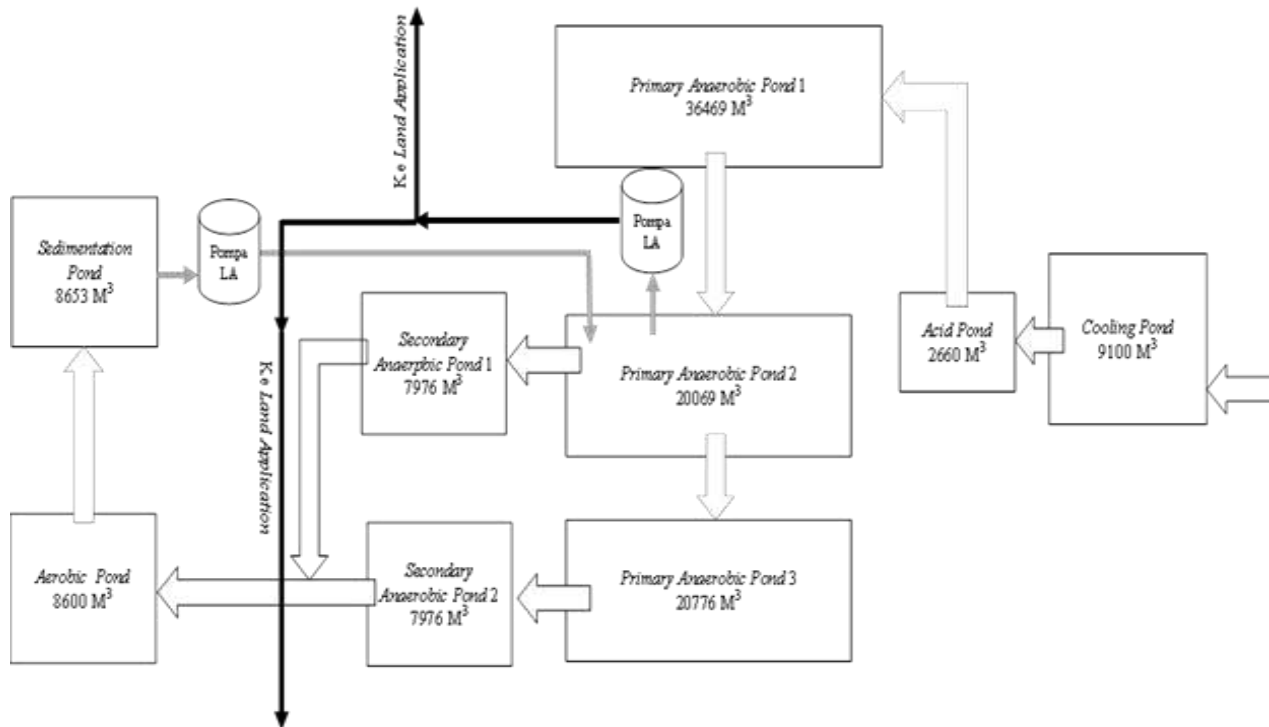 Ke Land Application
Primary Anaerobic Pond 1
36469 M³
Pompa
LA
Sedimentation
Pond
8653 M³
Pompa
LA
Secondary
Anaerpbic Pond 1
7976 M³
Primary Anaerobic Pond 2
20069 M³
Acid Pond
2660 M³
Cooling Pond
9100 M³
Ke Land Application
Aerobic Pond
8600 M³
Secondary
Anaerobic Pond 2
7976 M³
Primary Anaerobic Pond 3
20776 M³